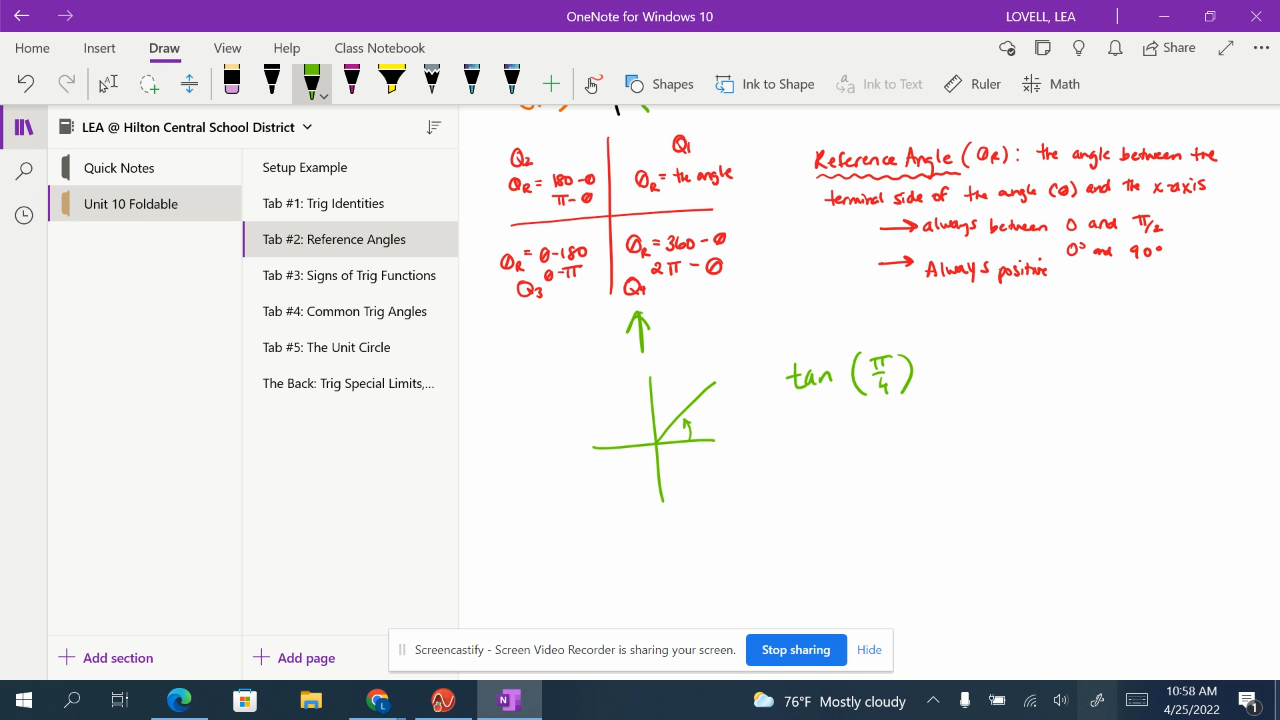 OneNote for Windows 10
LOVELL, LEA
Home Insert Draw View Help Class Notebook
Share
Shapes Ink to Shape Ink to Text Ruler Math
LEA @ Hilton Central School District
Quick Notes
Unit 10 Foldable
Setup Example
Tab #1: Trig Identities
Tab #2: Reference Angles
Tab #3: Signs of Trig Functions
Tab #4: Common Trig Angles
Tab #5: The Unit Circle
The Back: Trig Special Limits,...
Add section
Add page
Q2
θR = 180-θ
π-θ
Q1
θR = the angle
θR = θ-180
θ-π
Q3
θR = 360-θ
2π-θ
Q4
Reference Angle (θR): the angle between the
terminal side of the angle (θ) and the x-axis
→ always between 0 and π/2
0° and 90°
→ Always positive
tan (π/4)
Screencastify - Screen Video Recorder is sharing your screen.
Stop sharing
Hide
76°F Mostly cloudy
10:58 AM
4/25/2022
1